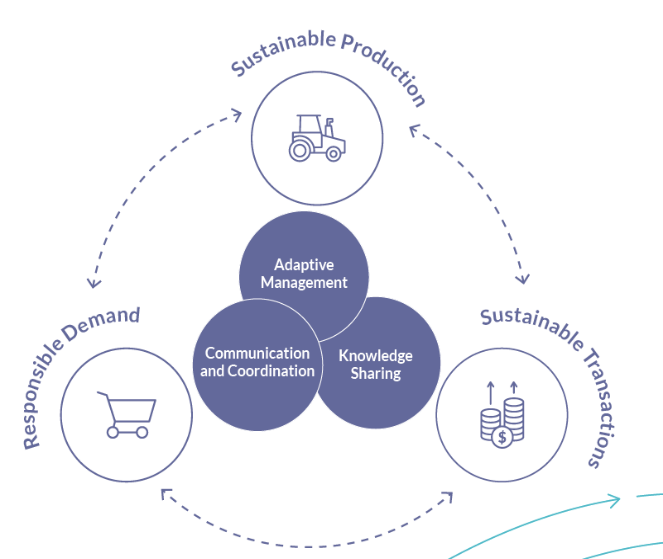 Sustainable Production
Adaptive
Management
Responsible Demand
Sustainable Transactions
Communication
and Coordination
Knowledge
Sharing
$